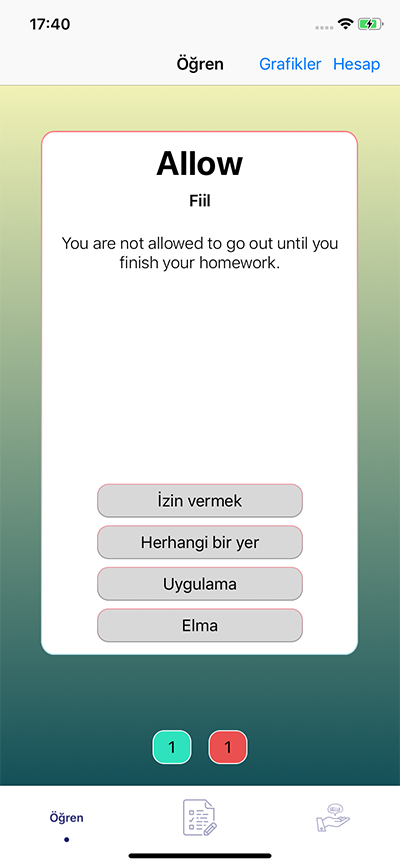 17:40
Öğren
Grafikler
Hesap
Allow
Fiil
You are not allowed to go out until you
finish your homework.
İzin vermek
Herhangi bir yer
Uygulama
Elma
1
1
Öğren